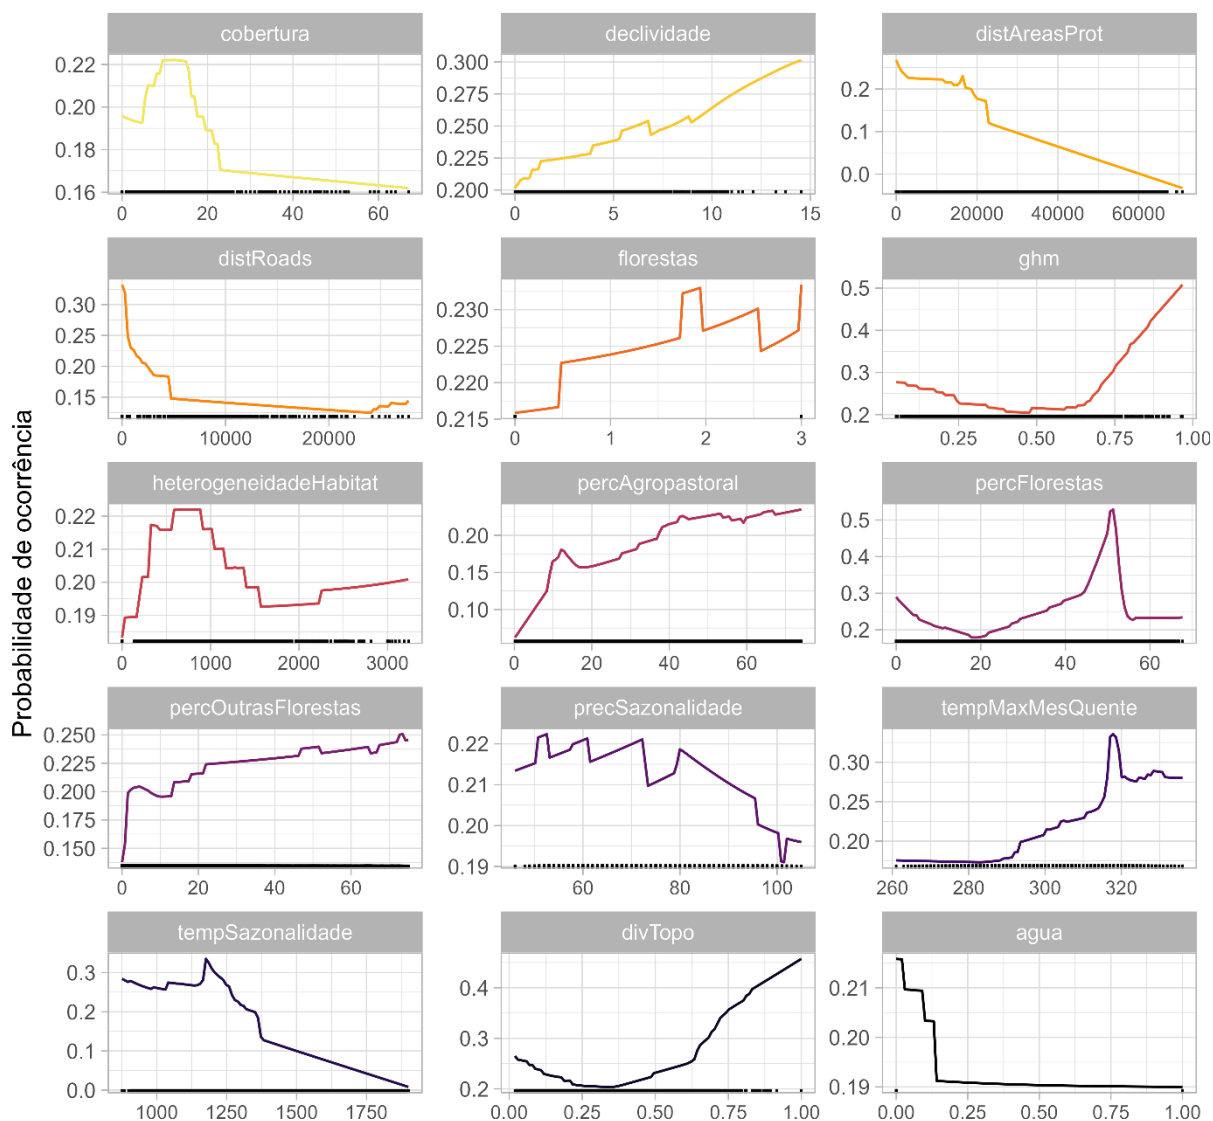 cobertura
declividade
distAreasProt
0.22
0.20
0.18
0.16
0 20 40 60
0.300
0.275
0.250
0.225
0.200
0 5 10 15
0.2
0.1
0.0
0 20000 40000 60000
distRoads
florestas
ghm
0.30
0.25
0.20
0.15
0 10000 20000
0.230
0.225
0.220
0.215
0 1 2 3
0.5
0.4
0.3
0.2
0.25 0.50 0.75 1.00
Probabilidade de ocorrência
heterogeneidadeHabitat
percAgropastoral
percFlorestas
0.22
0.21
0.20
0.19
0 1000 2000 3000
0.20
0.15
0.10
0 20 40 60
0.5
0.4
0.3
0.2
0 20 40 60
percOutrasFlorestas
precSazonalidade
tempMaxMesQuente
0.250
0.225
0.200
0.175
0.150
0 20 40 60
0.22
0.21
0.20
0.19
60 80 100
0.30
0.25
0.20
260 280 300 320
tempSazonalidade
divTopo
agua
0.3
0.2
0.1
0.0
1000 1250 1500 1750
0.4
0.3
0.2
0.00 0.25 0.50 0.75 1.00
0.21
0.20
0.19
0.00 0.25 0.50 0.75 1.00